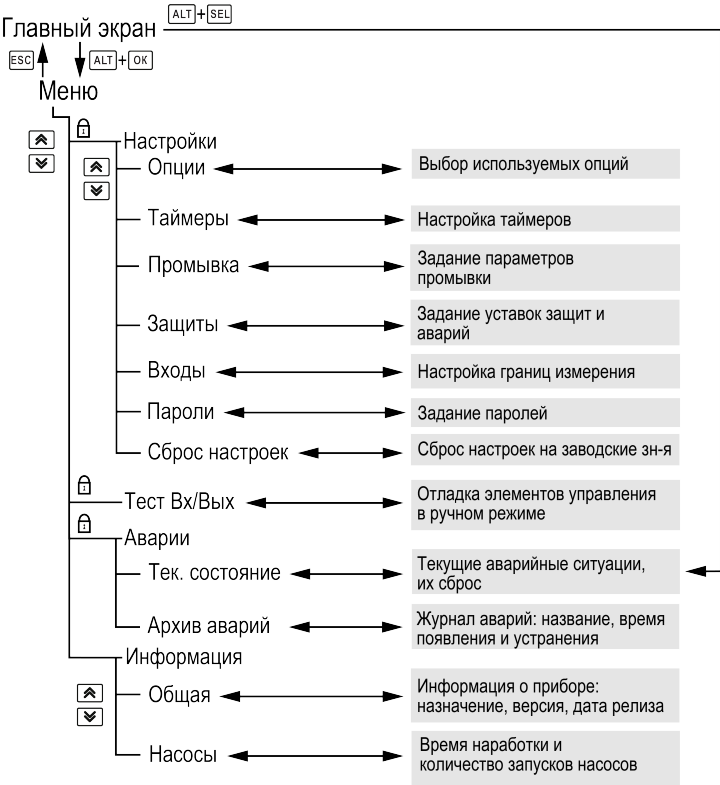 ALT+SEL
Главный экран
ESC ALT+OK
Меню
Настройки
Опции
Выбор используемых опций
Таймеры
Настройка таймеров
Промывка
Задание параметров
промывки
Защиты
Задание уставок защит и
аварий
Входы
Настройка границ измерения
Пароли
Задание паролей
Сброс настроек
Сброс настроек на заводские зн-я
Тест Вх/Вых
Отладка элементов управления
в ручном режиме
Аварии
Тек. состояние
Текущие аварийные ситуации,
их сброс
Архив аварий
Журнал аварий: название, время
появления и устранения
Информация
Общая
Информация о приборе:
назначение, версия, дата релиза
Насосы
Время наработки и
количество запусков насосов